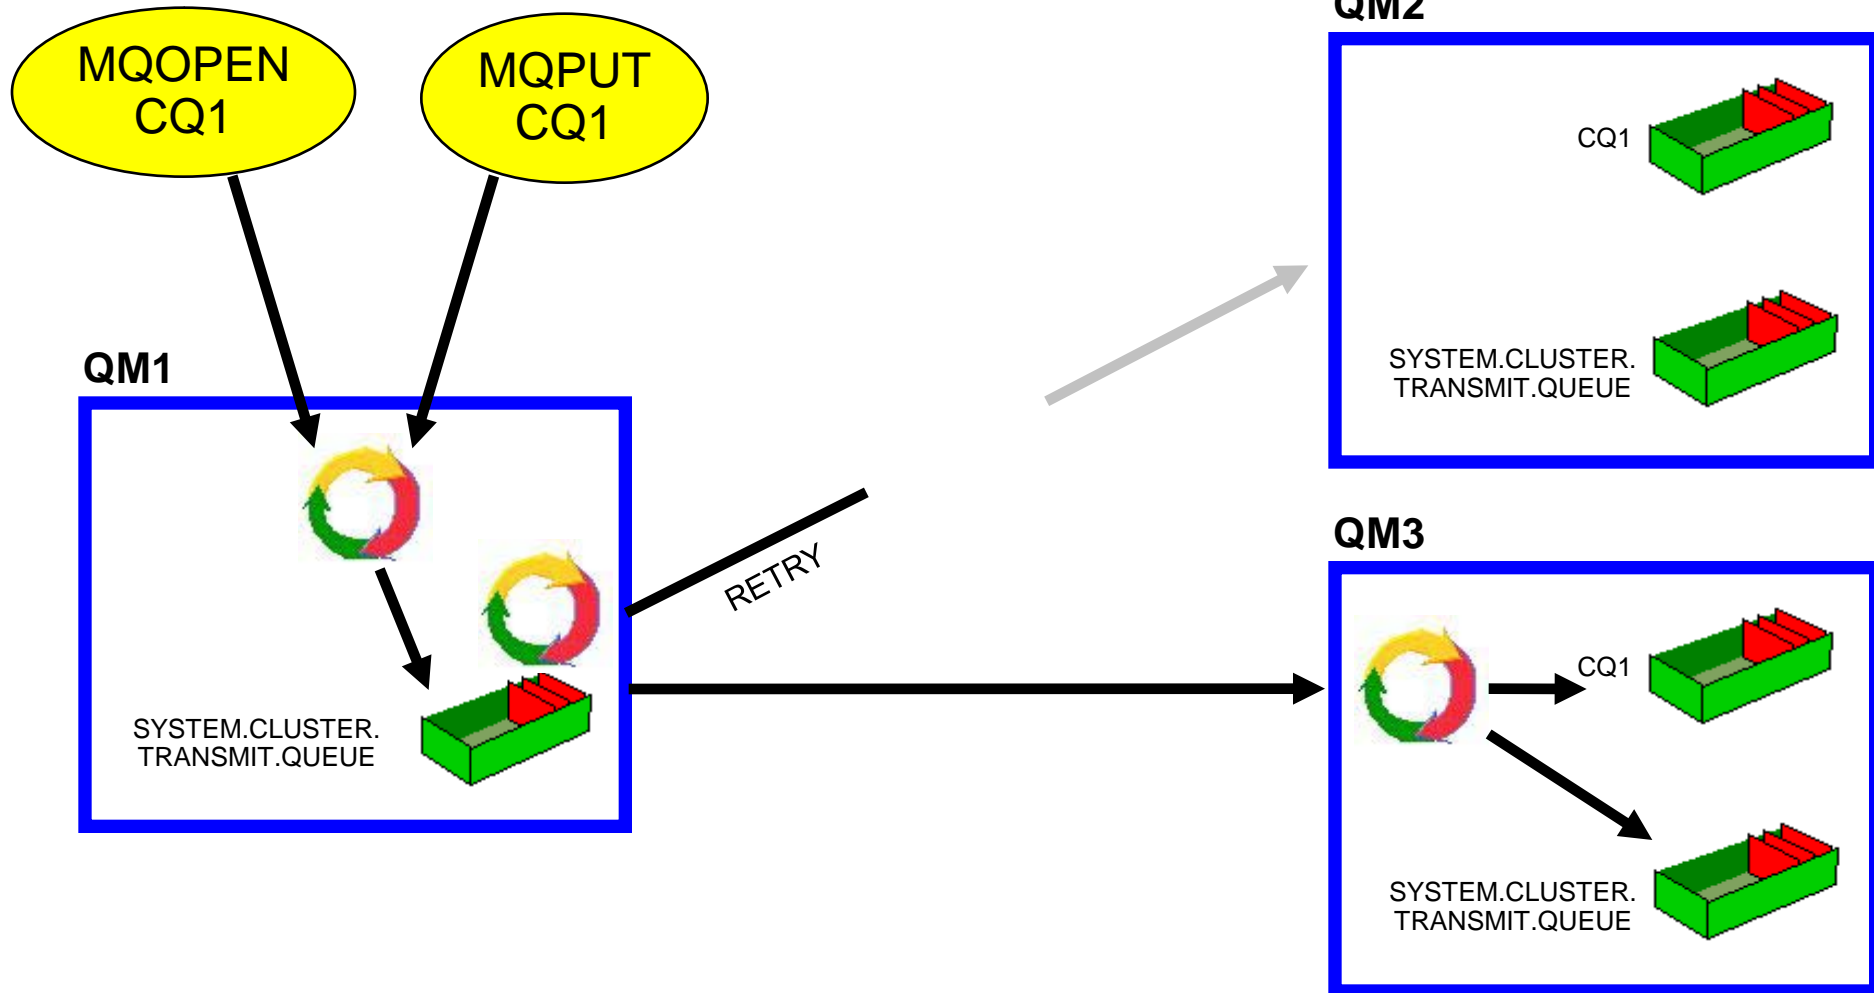 MQOPEN
CQ1
MQPUT
CQ1
QM1
SYSTEM.CLUSTER.
TRANSMIT.QUEUE
RETRY
QM2
CQ1
SYSTEM.CLUSTER.
TRANSMIT.QUEUE
QM3
CQ1
SYSTEM.CLUSTER.
TRANSMIT.QUEUE